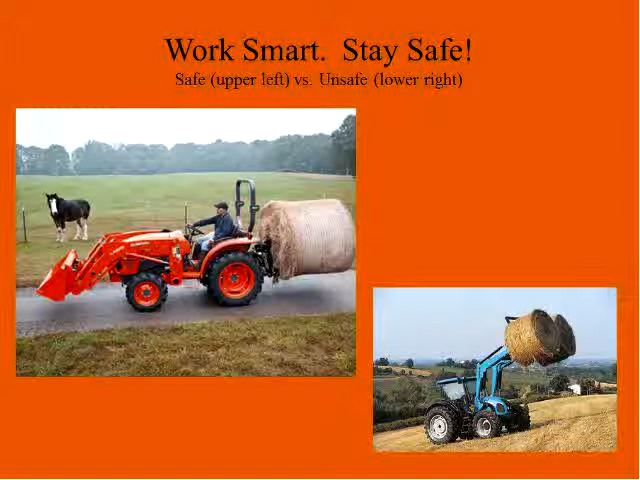 Work Smart.  Stay Safe!
Safe (upper left) vs. Unsafe (lower right)